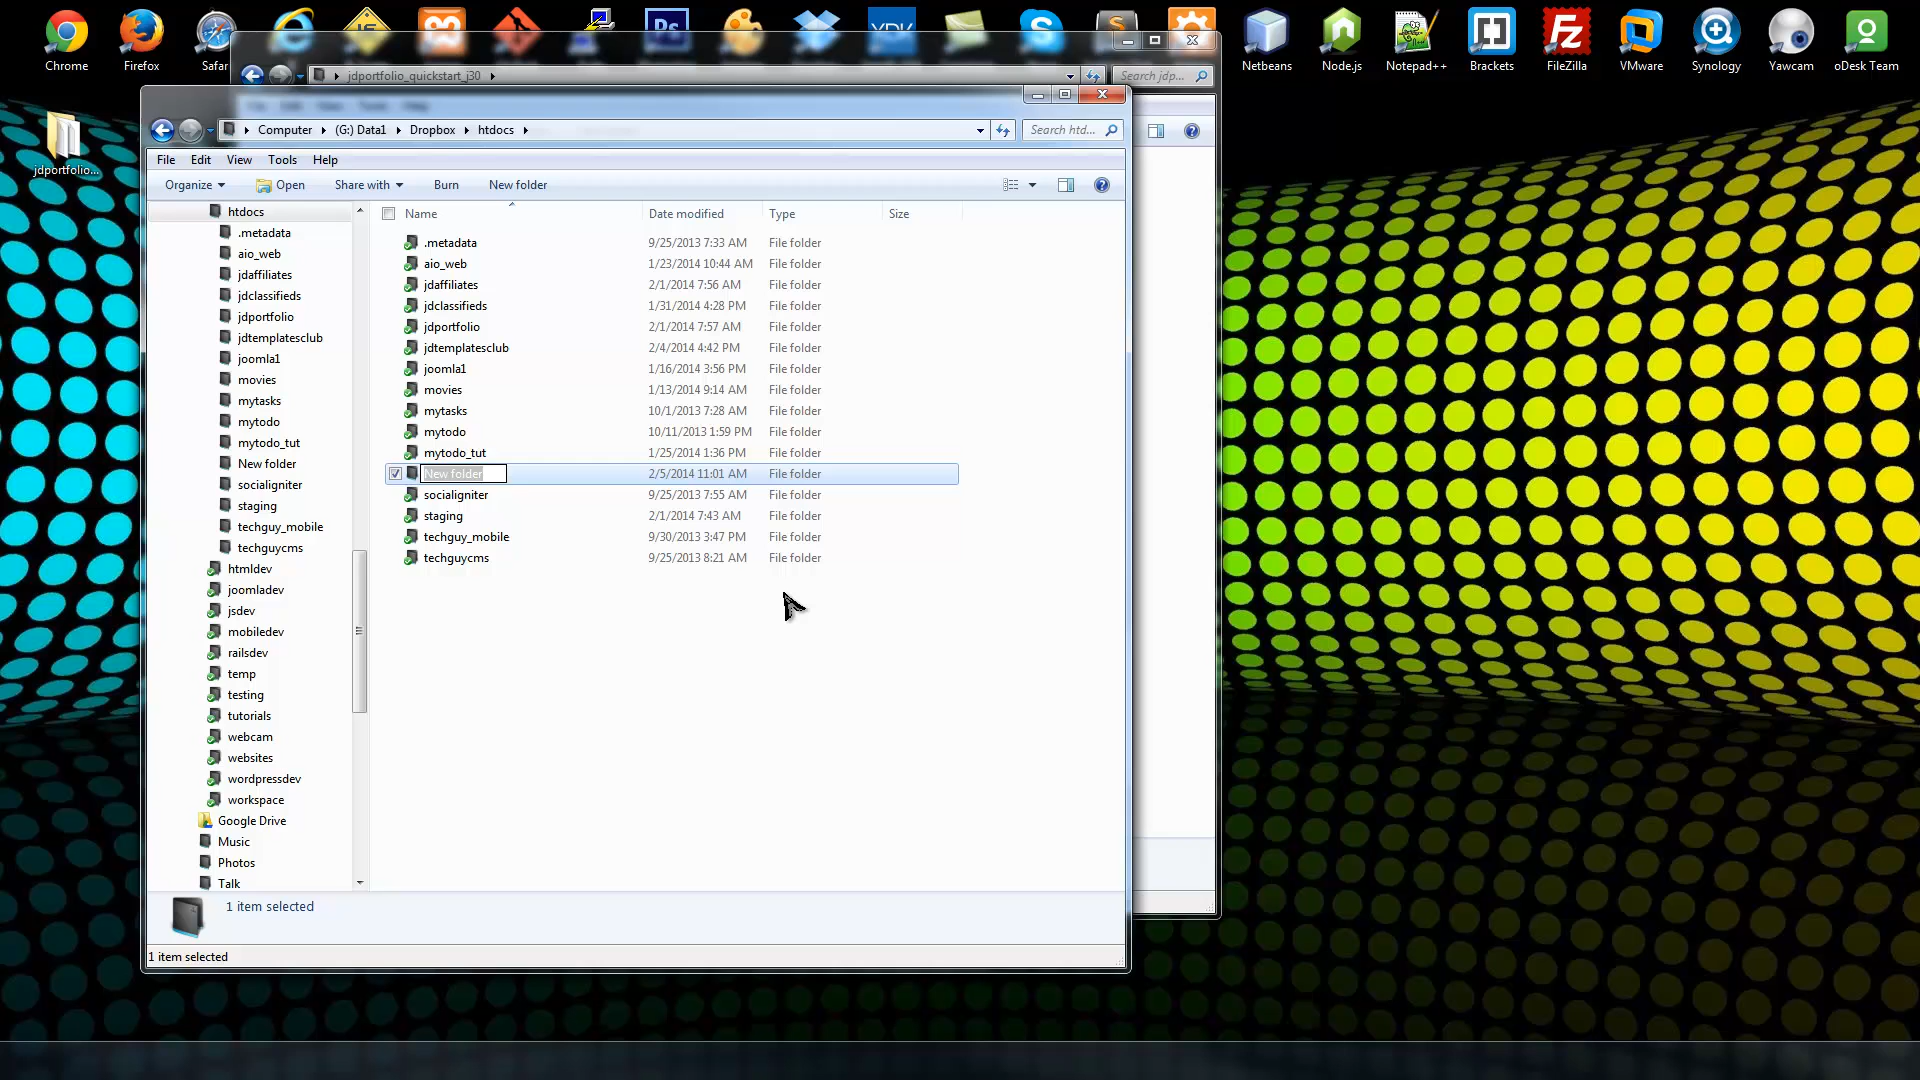 Chrome
Firefox
Safar
Netbeans
Node.js
Notepad++
Brackets
FileZilla
VMware
Synology
Yawcam
oDesk Team
jdportfolio_quickstart_j30
Search jdp...
jdportfolio...
Computer (G:) Data1 Dropbox htdocs
Search htd...
File Edit View Tools Help
Organize Open Share with Burn New folder
Name Date modified Type Size
htdocs
.metadata
aio_web
jdaffiliates
jdclassifieds
jdportfolio
jdtemplatesclub
joomla1
movies
mytasks
mytodo
mytodo_tut
New folder
socialigniter
staging
techguy_mobile
techguycms
htmldev
joomladev
jsdev
mobiledev
railsdev
temp
testing
tutorials
webcam
websites
wordpressdev
workspace
Google Drive
Music
Photos
Talk
.metadata 9/25/2013 7:33 AM File folder
aio_web 1/23/2014 10:44 AM File folder
jdaffiliates 2/1/2014 7:56 AM File folder
jdclassifieds 1/31/2014 4:28 PM File folder
jdportfolio 2/1/2014 7:57 AM File folder
jdtemplatesclub 2/4/2014 4:42 PM File folder
joomla1 1/16/2014 3:56 PM File folder
movies 1/13/2014 9:14 AM File folder
mytasks 10/1/2013 7:28 AM File folder
mytodo 10/11/2013 1:59 PM File folder
mytodo_tut 1/25/2014 1:36 PM File folder
New folder 2/5/2014 11:01 AM File folder
socialigniter 9/25/2013 7:55 AM File folder
staging 2/1/2014 7:43 AM File folder
techguy_mobile 9/30/2013 3:47 PM File folder
techguycms 9/25/2013 8:21 AM File folder
1 item selected
1 item selected